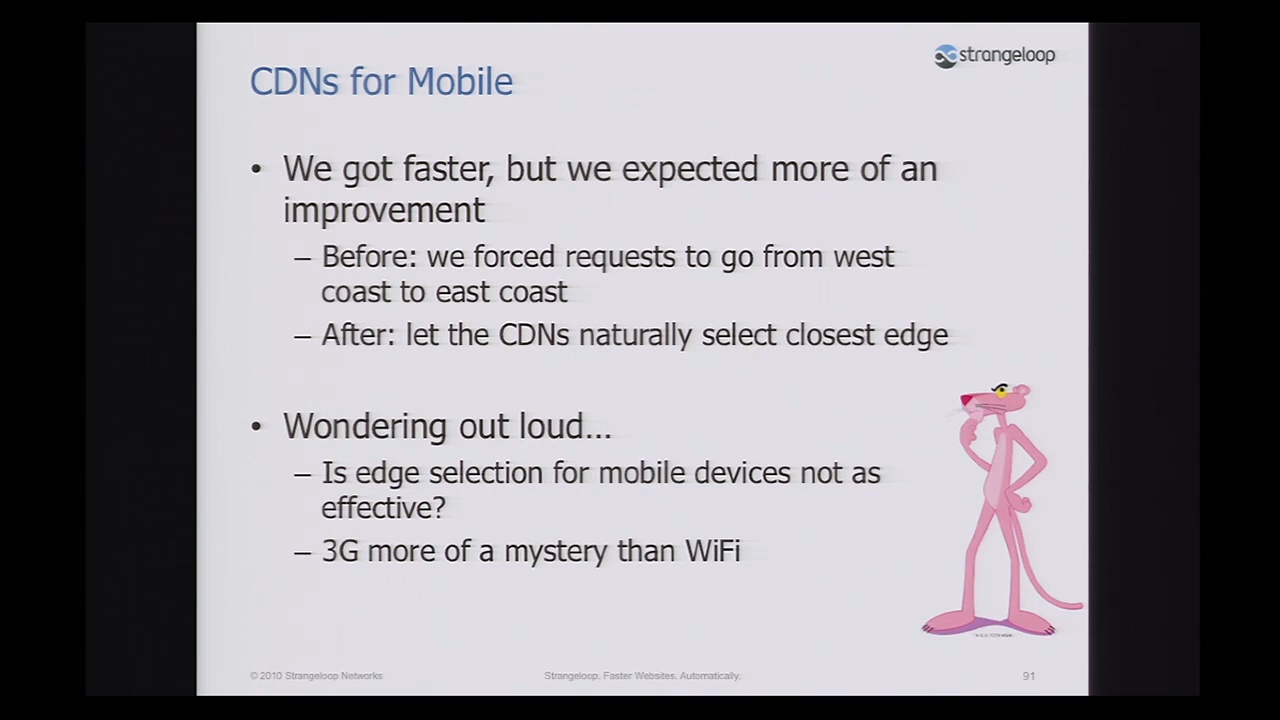 strangeloop
CDNs for Mobile
• We got faster, but we expected more of an
improvement
– Before: we forced requests to go from west
coast to east coast
– After: let the CDNs naturally select closest edge
• Wondering out loud...
– Is edge selection for mobile devices not as
effective?
– 3G more of a mystery than WiFi
© 2010 Strangeloop Networks
Strangeloop. Faster Websites. Automatically.
91